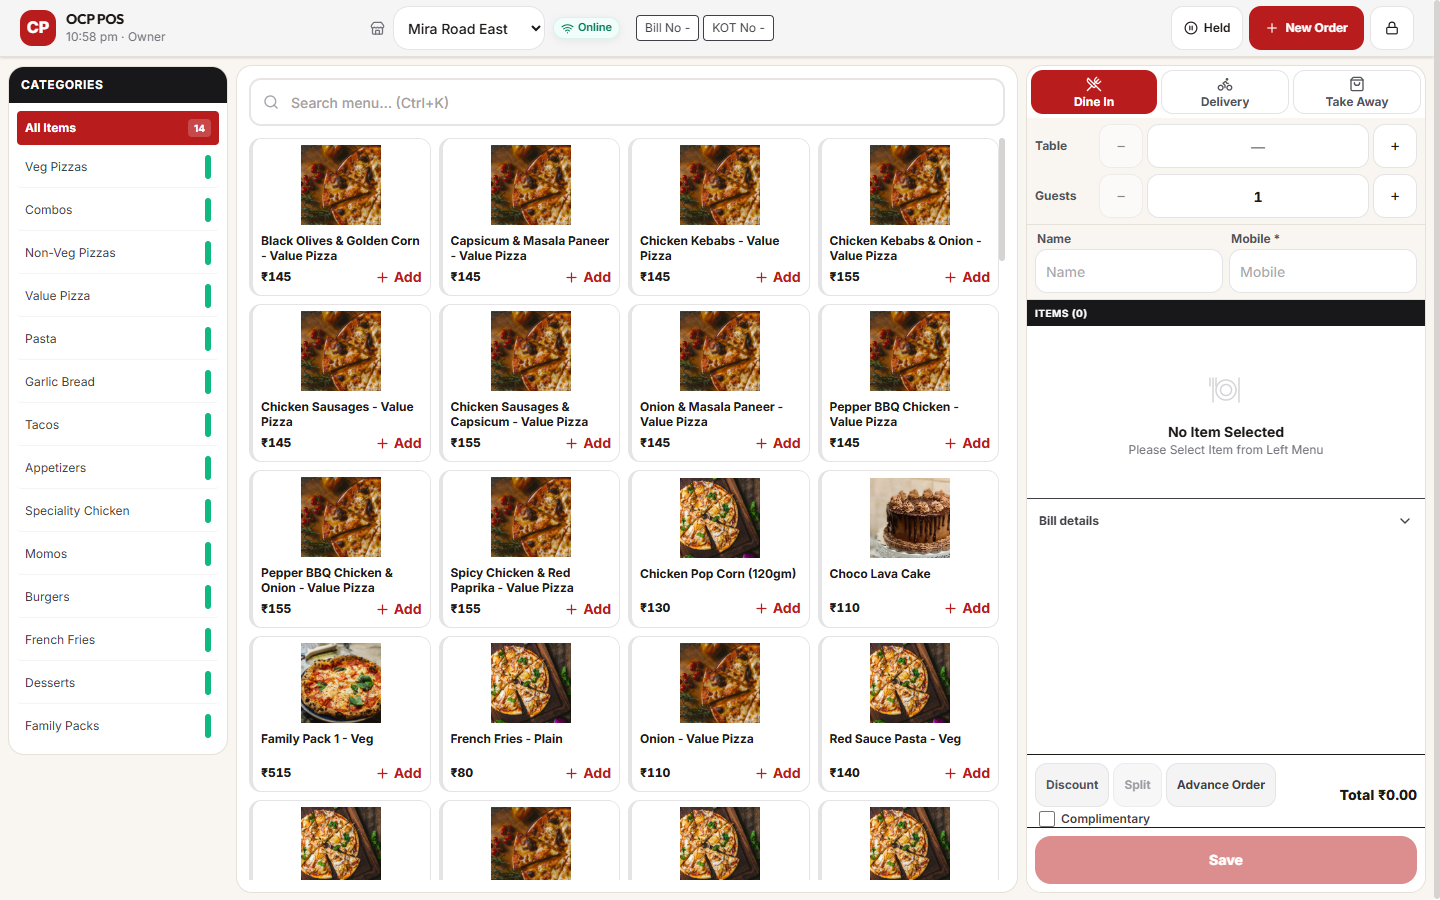 CP
OCP POS
10:58 pm · Owner
Mira Road East
Online
Bill No -
KOT No -
Held
+ New Order
CATEGORIES
All Items
14
Veg Pizzas
Combos
Non-Veg Pizzas
Value Pizza
Pasta
Garlic Bread
Tacos
Appetizers
Speciality Chicken
Momos
Burgers
French Fries
Desserts
Family Packs
Search menu... (Ctrl+K)
Black Olives & Golden Corn
- Value Pizza
₹145
+ Add
Capsicum & Masala Paneer
- Value Pizza
₹145
+ Add
Chicken Kebabs - Value
Pizza
₹145
+ Add
Chicken Kebabs & Onion -
Value Pizza
₹155
+ Add
Chicken Sausages - Value
Pizza
₹145
+ Add
Chicken Sausages &
Capsicum - Value Pizza
₹155
+ Add
Onion & Masala Paneer -
Value Pizza
₹145
+ Add
Pepper BBQ Chicken -
Value Pizza
₹145
+ Add
Pepper BBQ Chicken &
Onion - Value Pizza
₹155
+ Add
Spicy Chicken & Red
Paprika - Value Pizza
₹155
+ Add
Chicken Pop Corn (120gm)
₹130
+ Add
Choco Lava Cake
₹110
+ Add
Family Pack 1 - Veg
₹515
+ Add
French Fries - Plain
₹80
+ Add
Onion - Value Pizza
₹110
+ Add
Red Sauce Pasta - Veg
₹140
+ Add
Dine In
Delivery
Take Away
Table
−
—
+
Guests
−
1
+
Name
Mobile *
Name
Mobile
ITEMS (0)
No Item Selected
Please Select Item from Left Menu
Bill details
Discount
Split
Advance Order
Total ₹0.00
Complimentary
Save